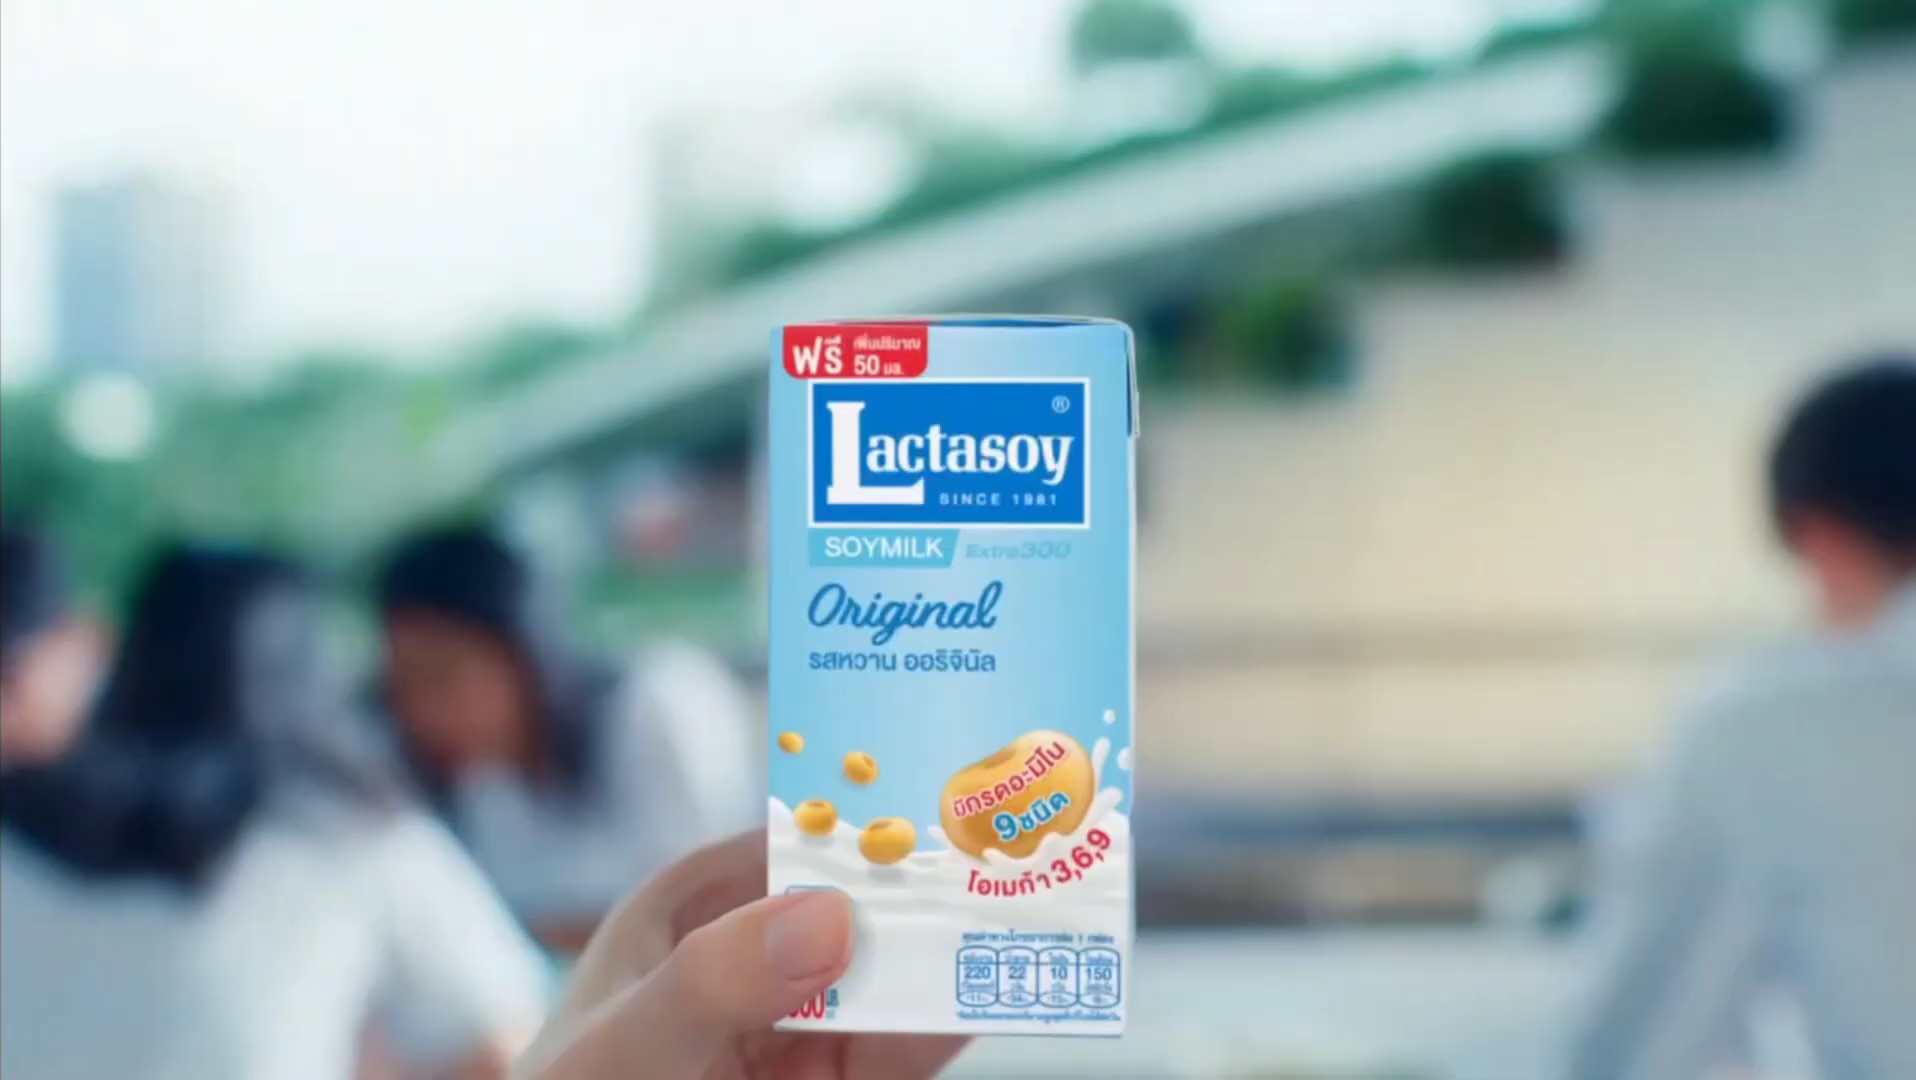 ฟรี เพิ่มปริมาณ
50 มล.
Lactasoy ®
SINCE 1981
SOYMILK Extra300
Original
รสหวาน ออริจินัล
มีกรดอะมิโน
9 ชนิด
โอเมก้า 3,6,9
220 22 10 150